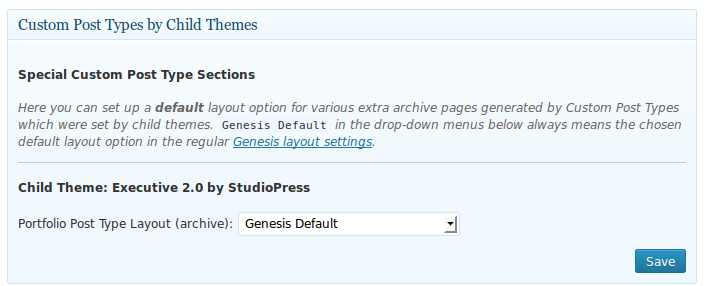 Custom Post Types by Child Themes
Special Custom Post Type Sections
Here you can set up a default layout option for various extra archive pages generated by Custom Post Types
which were set by child themes. Genesis Default in the drop-down menus below always means the chosen
default layout option in the regular Genesis layout settings.
Child Theme: Executive 2.0 by StudioPress
Portfolio Post Type Layout (archive): Genesis Default
Save